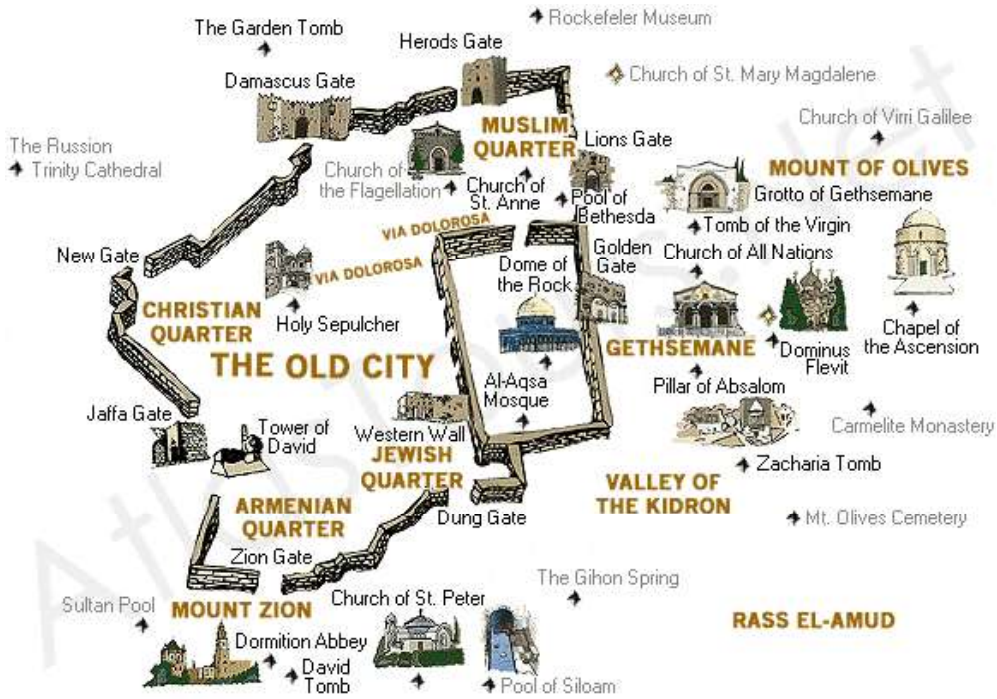 Rockefeler Museum
The Garden Tomb
Herods Gate
Damascus Gate
Church of St. Mary Magdalene
Church of Virri Galilee
MUSLIM
QUARTER
Lions Gate
The Russion
Trinity Cathedral
Church of
the Flagellation
MOUNT OF OLIVES
Church of
St. Anne
Pool of
Bethesda
Grotto of Gethsemane
Tomb of the Virgin
VIA DOLOROSA
New Gate
VIA DOLOROSA
Dome of
the Rock
Golden
Gate
Church of All Nations
CHRISTIAN
QUARTER
Holy Sepulcher
THE OLD CITY
GETHSEMANE
Dominus
Flevit
Chapel of
the Ascension
Al-Aqsa
Mosque
Pillar of Absalom
Jaffa Gate
Tower of
David
Western Wall
Carmelite Monastery
JEWISH
QUARTER
Zacharia Tomb
VALLEY OF
THE KIDRON
ARMENIAN
QUARTER
Dung Gate
Mt. Olives Cemetery
Zion Gate
The Gihon Spring
Sultan Pool
MOUNT ZION
Church of St. Peter
RASS EL-AMUD
Dormition Abbey
David
Tomb
Pool of Siloam